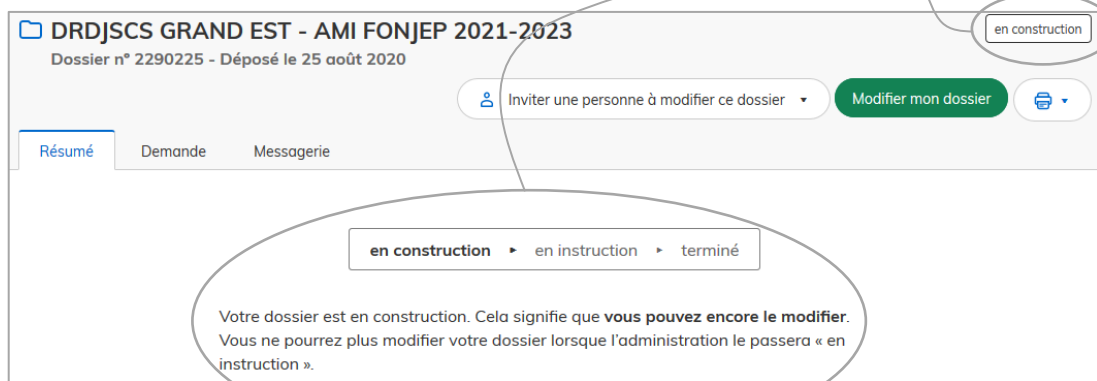 DRDJSCS GRAND EST - AMI FONJEP 2021-2023
en construction
Dossier n° 2290225 - Déposé le 25 août 2020
Inviter une personne à modifier ce dossier
Modifier mon dossier
Résumé Demande Messagerie
en construction ‣ en instruction ‣ terminé
Votre dossier est en construction. Cela signifie que vous pouvez encore le modifier.
Vous ne pourrez plus modifier votre dossier lorsque l'administration le passera « en
instruction ».